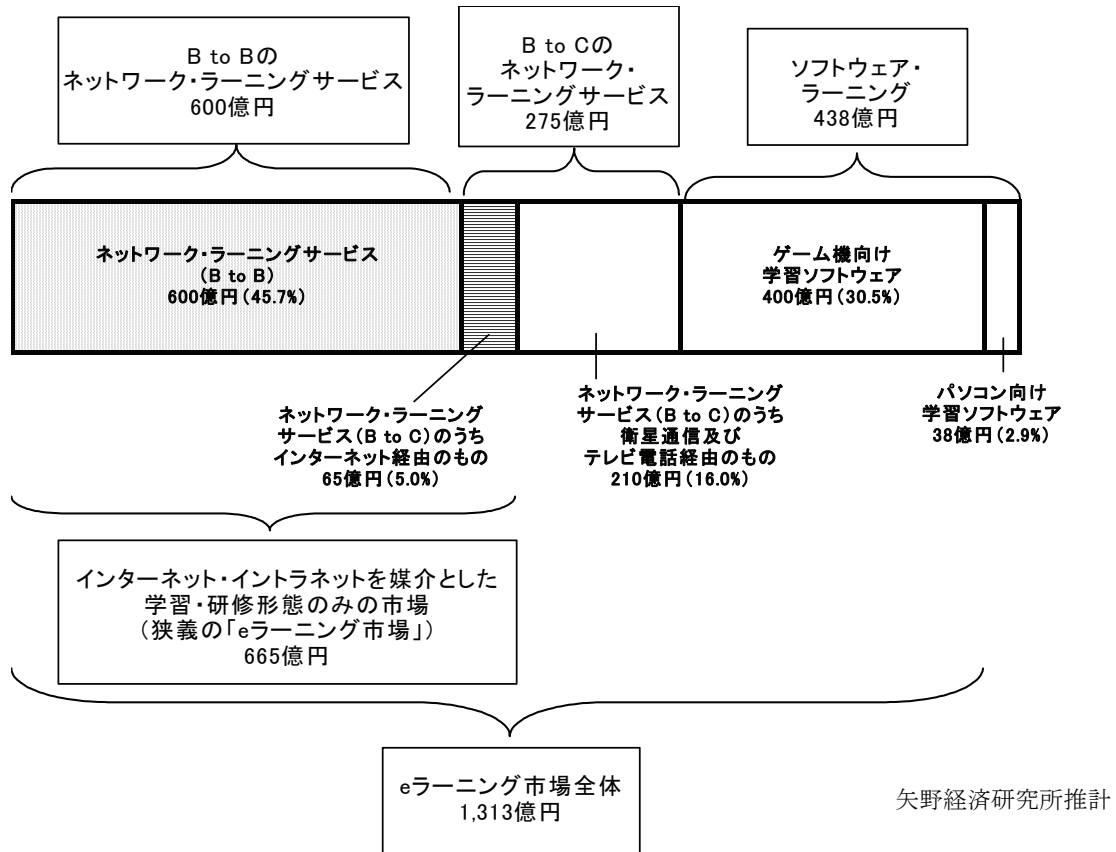 B to Bの
ネットワーク・ラーニングサービス
600億円
B to Cの
ネットワーク・
ラーニングサービス
275億円
ソフトウェア・
ラーニング
438億円
ネットワーク・ラーニングサービス
(B to B)
600億円(45.7%)
ゲーム機向け
学習ソフトウェア
400億円(30.5%)
ネットワーク・ラーニング
サービス(B to C)のうち
インターネット経由のもの
65億円(5.0%)
ネットワーク・ラーニング
サービス(B to C)のうち
衛星通信及び
テレビ電話経由のもの
210億円(16.0%)
パソコン向け
学習ソフトウェア
38億円(2.9%)
インターネット・イントラネットを媒介とした
学習・研修形態のみの市場
(狭義の「eラーニング市場」)
665億円
eラーニング市場全体
1,313億円
矢野経済研究所推計